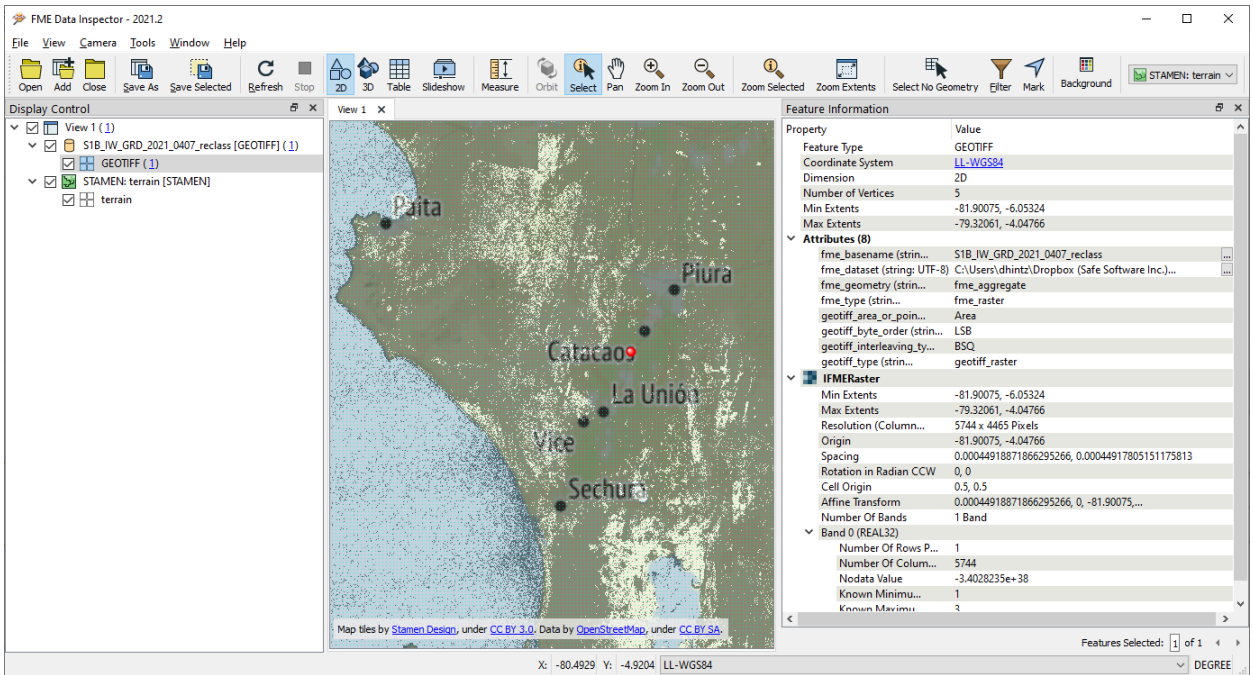 FME Data Inspector - 2021.2
File View Camera Tools Window Help
Open Add Close Save As Save Selected Refresh Stop 2D 3D Table Slideshow Measure Orbit Select Pan Zoom In Zoom Out Zoom Selected Zoom Extents Select No Geometry Filter Mark Background STAMEN: terrain
Display Control
View 1 (1)
S1B_IW_GRD_2021_0407_reclass [GEOTIFF] (1)
GEOTIFF (1)
STAMEN: terrain [STAMEN]
terrain
View 1
Paita
Piura
Catacaos
La Unión
Vice
Sechura
Map tiles by Stamen Design, under CC BY 3.0. Data by OpenStreetMap, under CC BY SA.
Feature Information
Property Value
Feature Type GEOTIFF
Coordinate System LL-WGS84
Dimension 2D
Number of Vertices 5
Min Extents -81.90075, -6.05324
Max Extents -79.32061, -4.04766
Attributes (8)
fme_basename (strin... S1B_IW_GRD_2021_0407_reclass ...
fme_dataset (string: UTF-8) C:\Users\dhintz\Dropbox (Safe Software Inc.)... ...
fme_geometry (strin... fme_aggregate
fme_type (strin... fme_raster
geotiff_area_or_poin... Area
geotiff_byte_order (strin... LSB
geotiff_interleaving_ty... BSQ
geotiff_type (strin... geotiff_raster
IFMERaster
Min Extents -81.90075, -6.05324
Max Extents -79.32061, -4.04766
Resolution (Column... 5744 x 4465 Pixels
Origin -81.90075, -4.04766
Spacing 0.00044918871866295266, 0.00044917805151175813
Rotation in Radian CCW 0, 0
Cell Origin 0.5, 0.5
Affine Transform 0.00044918871866295266, 0, -81.90075,...
Number Of Bands 1 Band
Band 0 (REAL32)
Number Of Rows P... 1
Number Of Colum... 5744
Nodata Value -3.4028235e+38
Known Minimu... 1
Known Maximu... 3
Features Selected: 1 of 1
X: -80.4929 Y: -4.9204 LL-WGS84 DEGREE